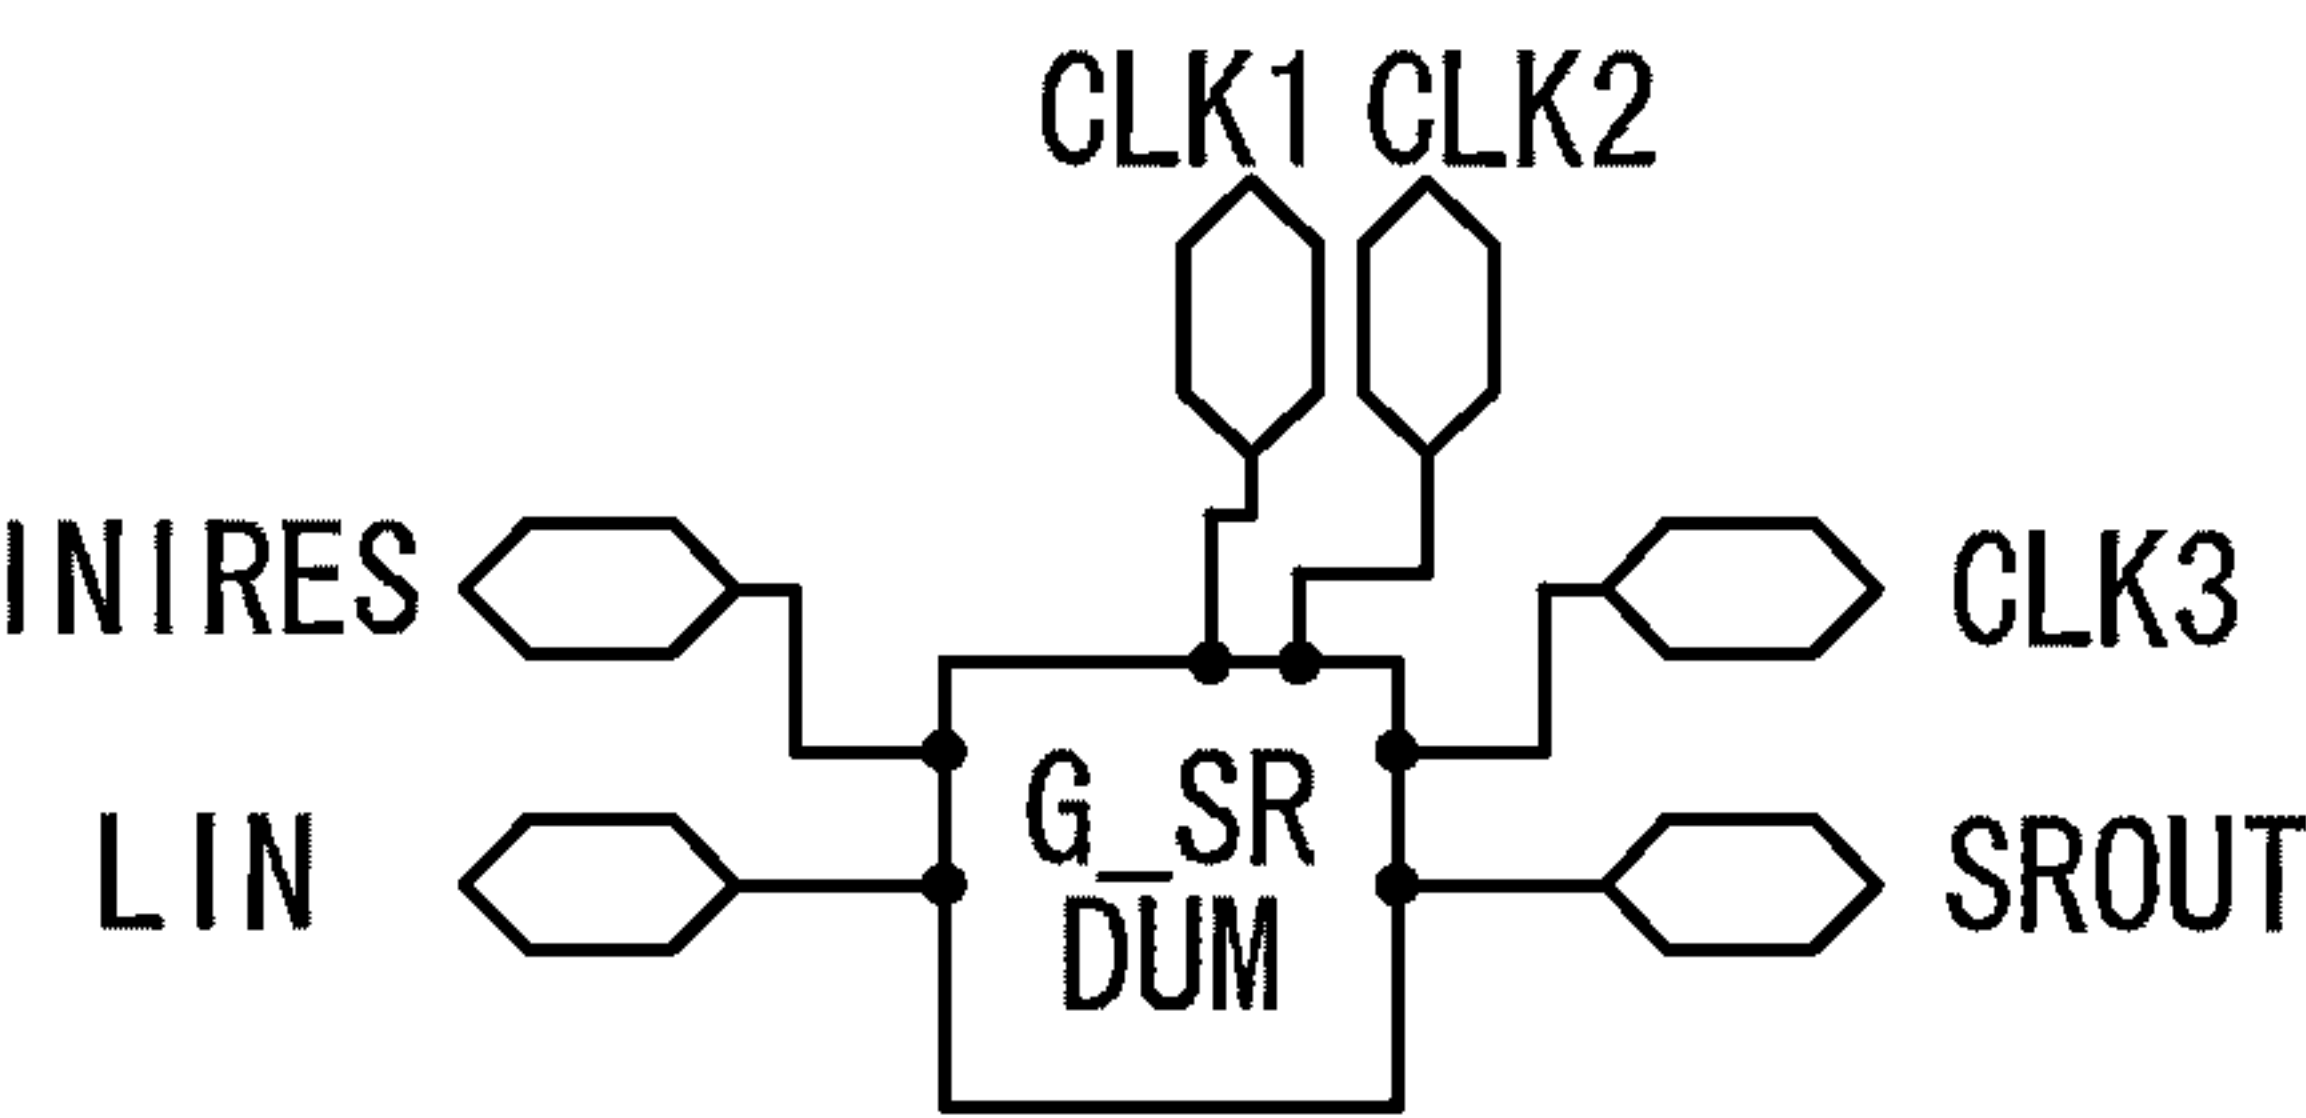 CLK1 CLK2
INIRES
CLK3
LIN
G_SR
DUM
SROUT